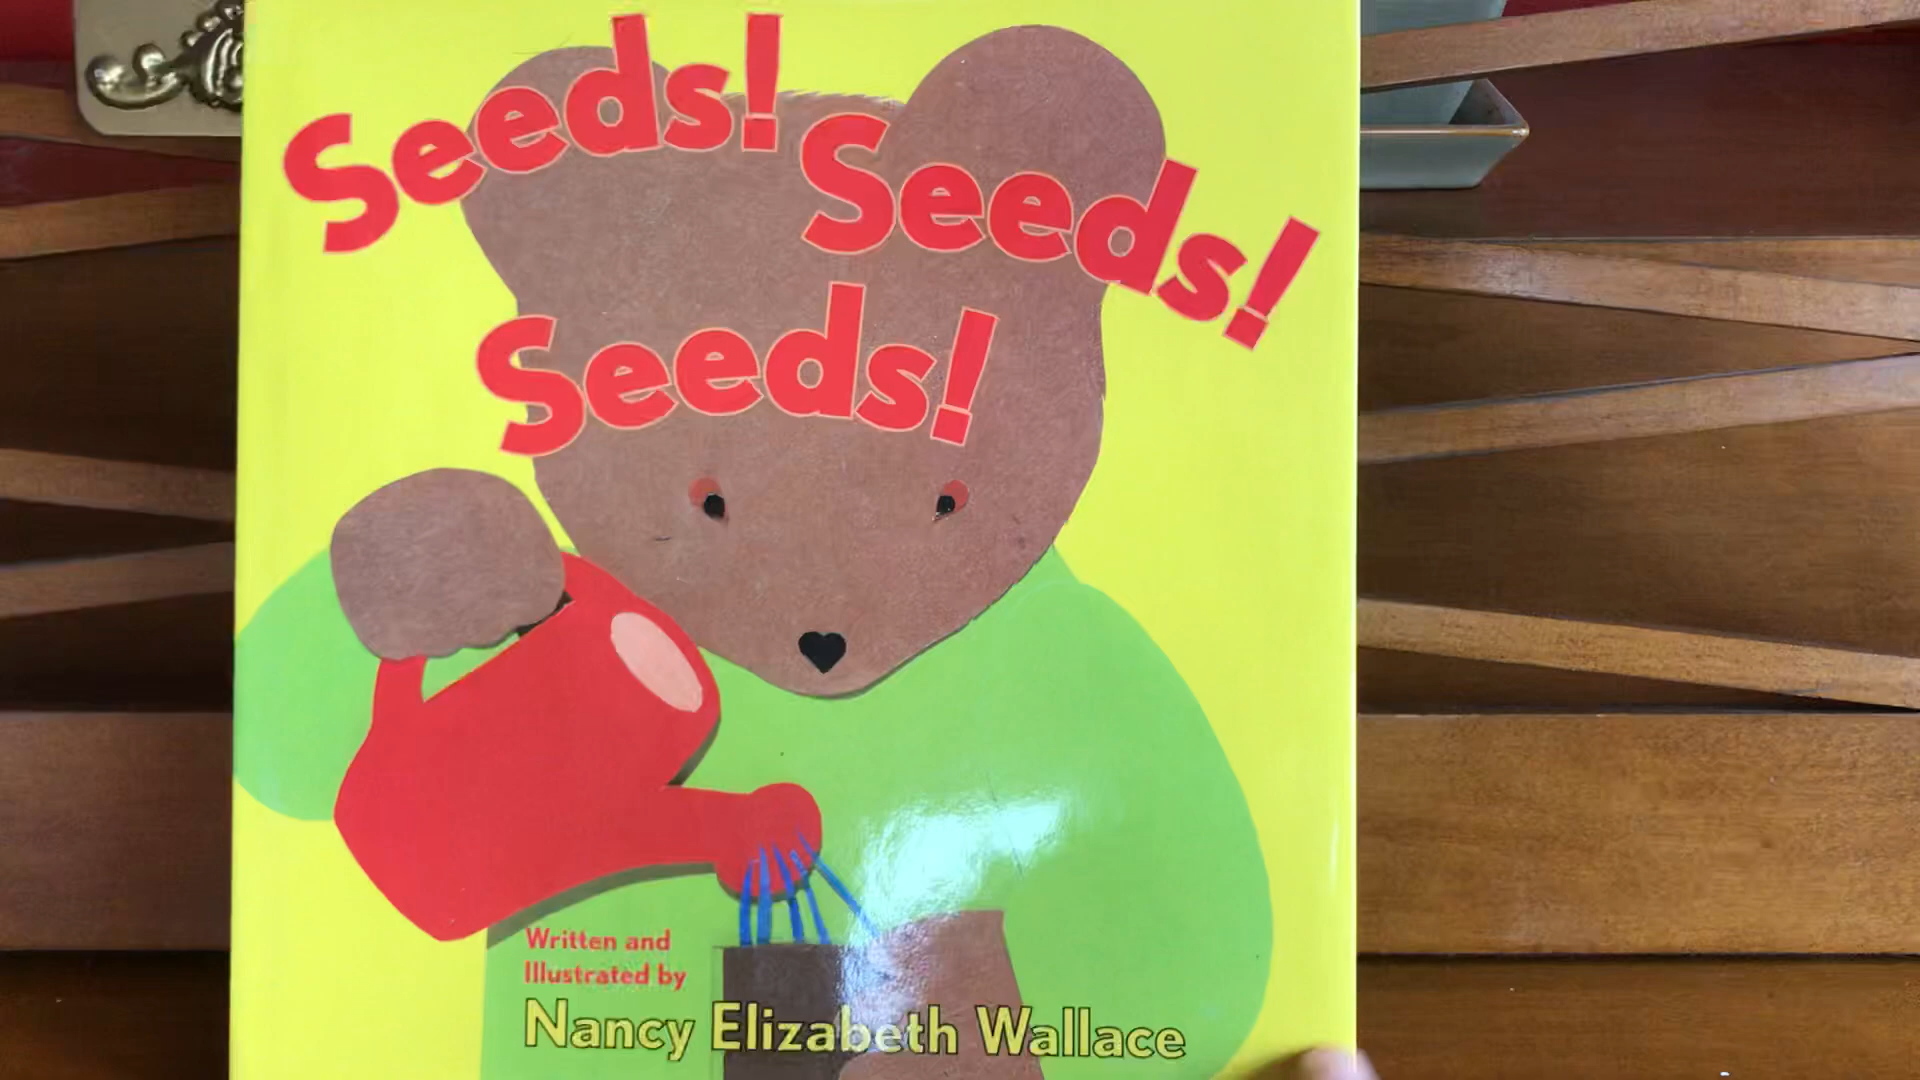 Seeds!
Seeds!
Seeds!
Written and
Illustrated by
Nancy Elizabeth Wallace